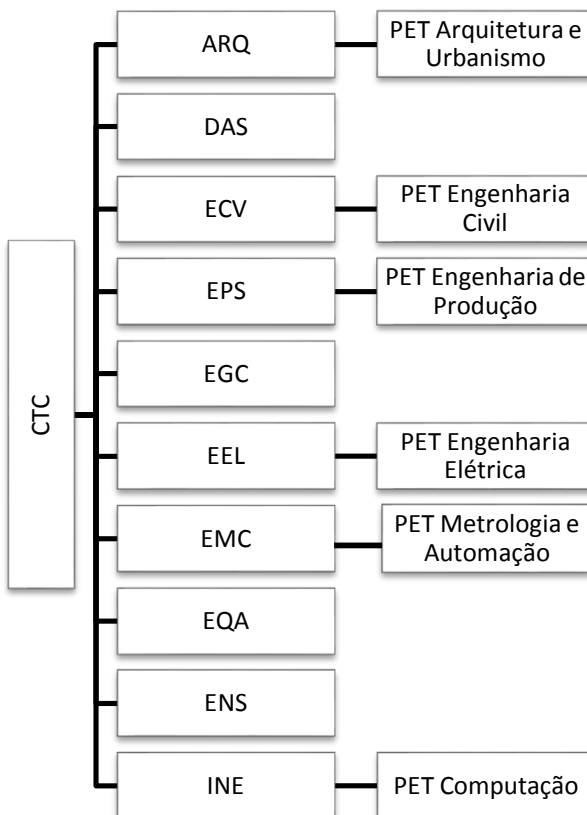 CTC
ARQ
PET Arquitetura e
Urbanismo
DAS
ECV
PET Engenharia
Civil
EPS
PET Engenharia de
Produção
EGC
EEL
PET Engenharia
Elétrica
EMC
PET Metrologia e
Automação
EQA
ENS
INE
PET Computação